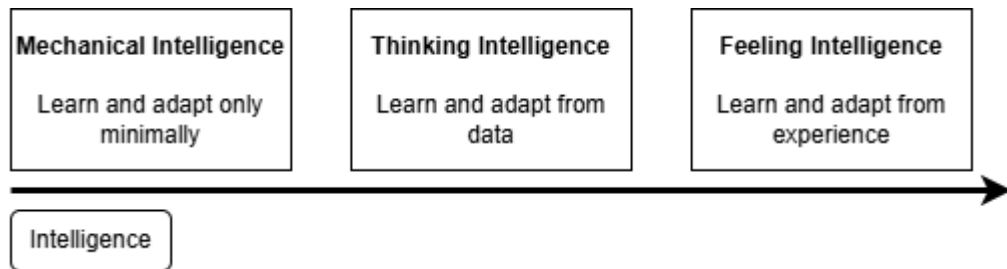 Mechanical Intelligence
Learn and adapt only
minimally
Thinking Intelligence
Learn and adapt from
data
Feeling Intelligence
Learn and adapt from
experience
Intelligence